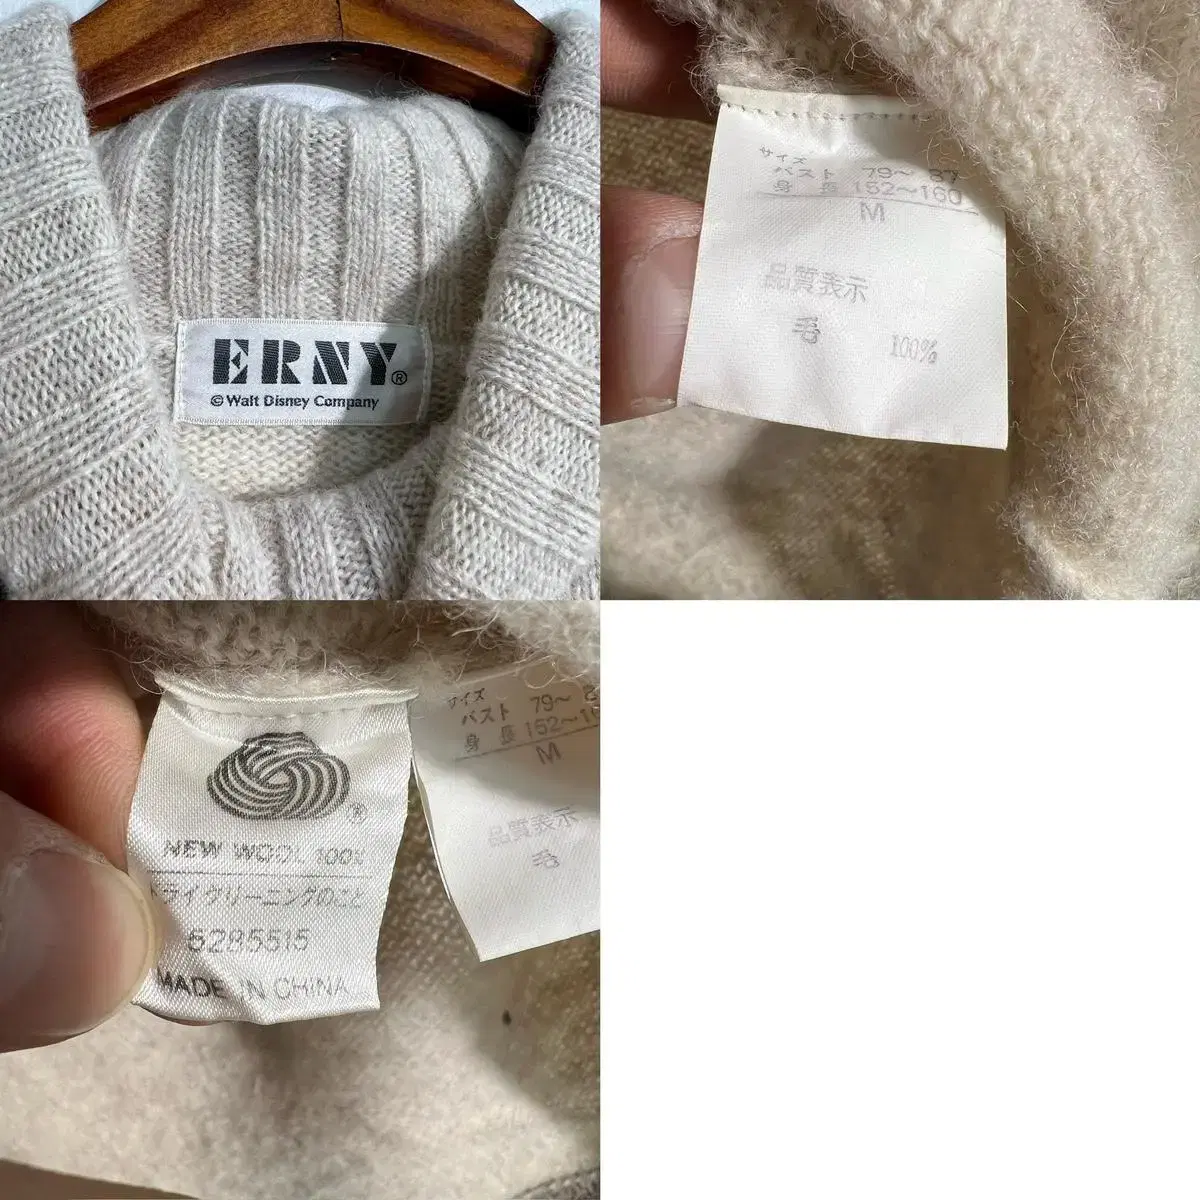 ERNY®
© Walt Disney Company
サイズ
バスト 79〜 87
身 長 152〜160
M
品質表示
毛 100%
®
NEW WOOL 100%
ドライクリーニングのこと
6285515
MADE IN CHINA
サイズ
バスト 79〜 8
身 長 152〜16
M
品質表示
毛